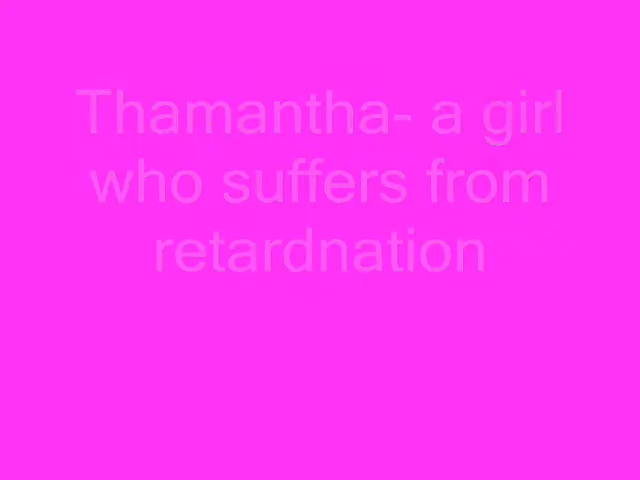 Thamantha- a girl
who suffers from
retardnation